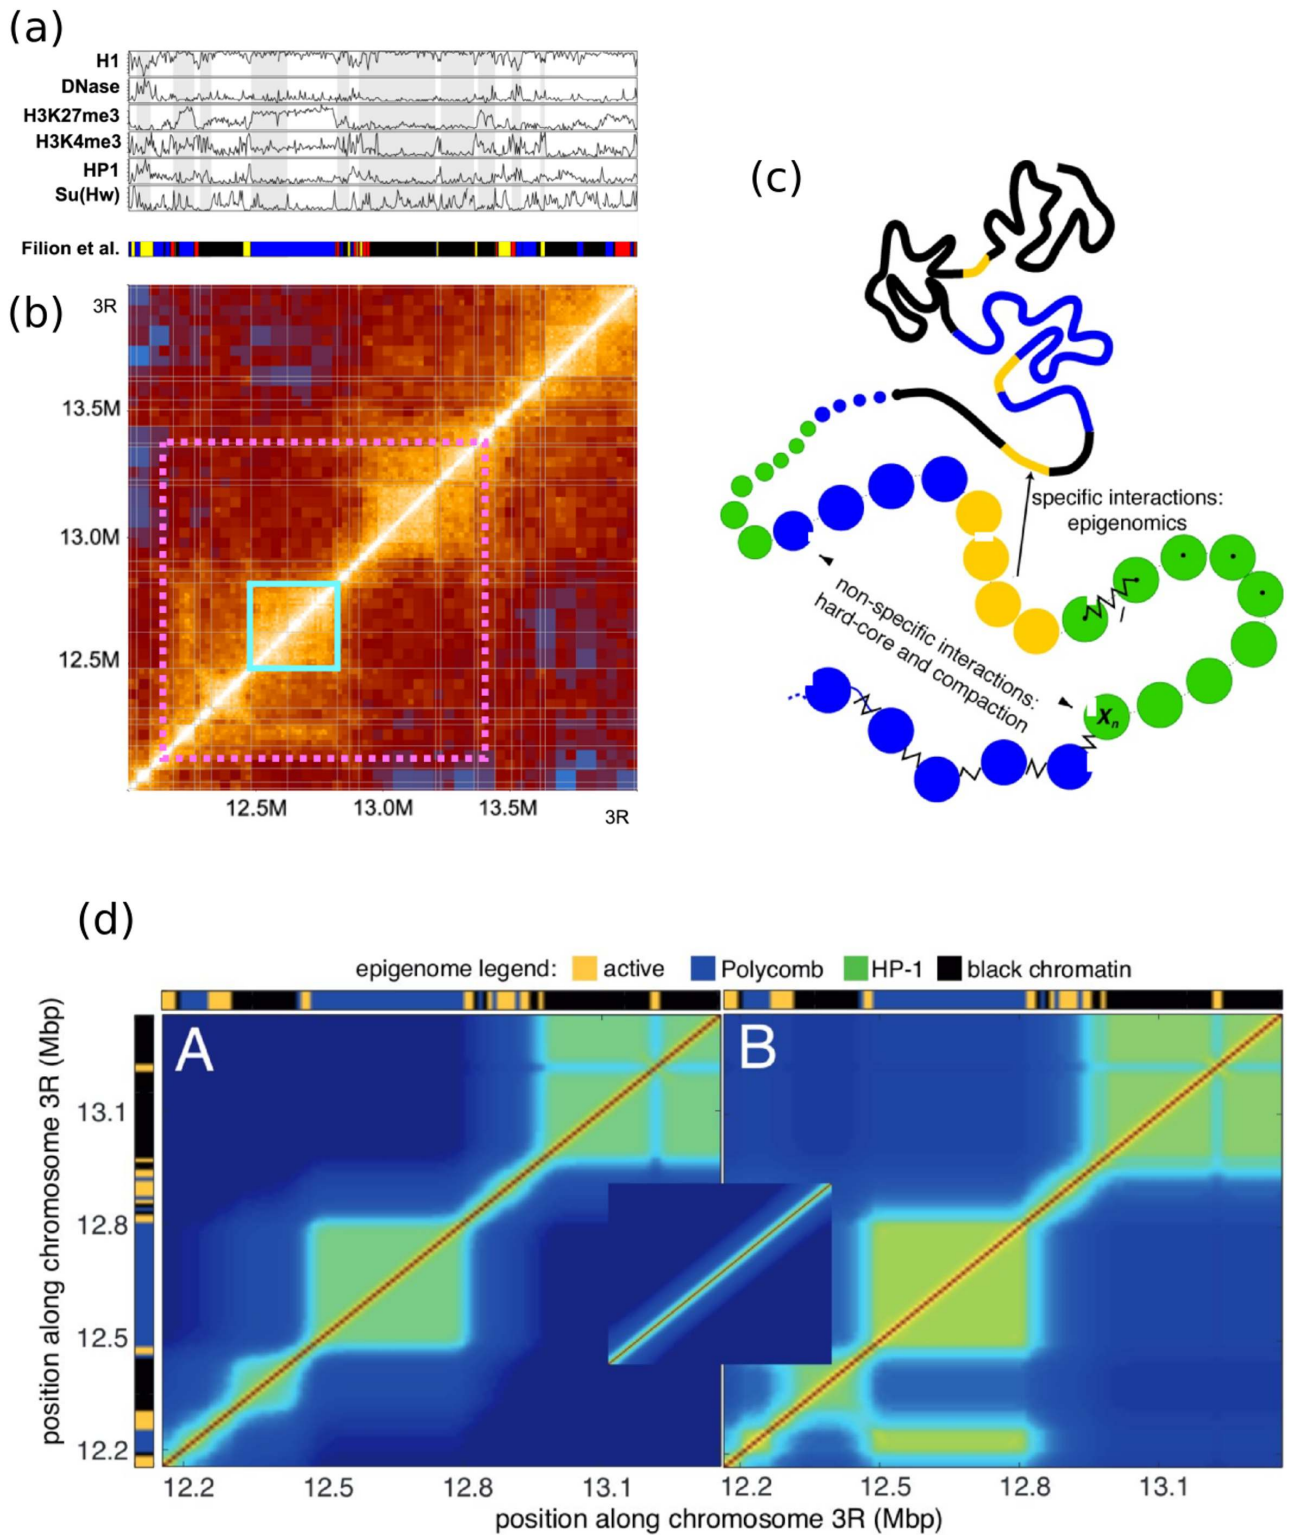 (a)
H1
DNase
H3K27me3
H3K4me3
HP1
Su(Hw)
Filion et al.
(b)
3R
13.5M
13.0M
12.5M
12.5M 13.0M 13.5M
3R
(c)
specific interactions:
epigenomics
non-specific interactions:
hard-core and compaction
l
Xn
(d)
epigenome legend: active Polycomb HP-1 black chromatin
A B
position along chromosome 3R (Mbp)
13.1
12.8
12.5
12.2
12.2 12.5 12.8 13.1 12.2 12.5 12.8 13.1
position along chromosome 3R (Mbp)